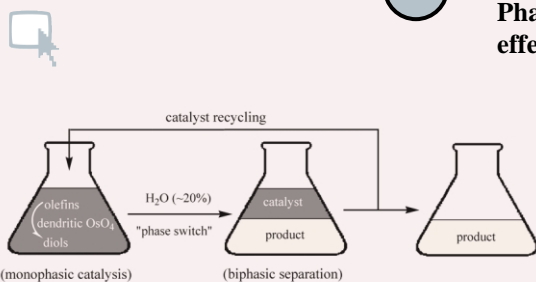 Pha
effe
catalyst recycling
olefins
dendritic OsO₄
diols
H₂O (~20%)
"phase switch"
catalyst
product
product
(monophasic catalysis)
(biphasic separation)